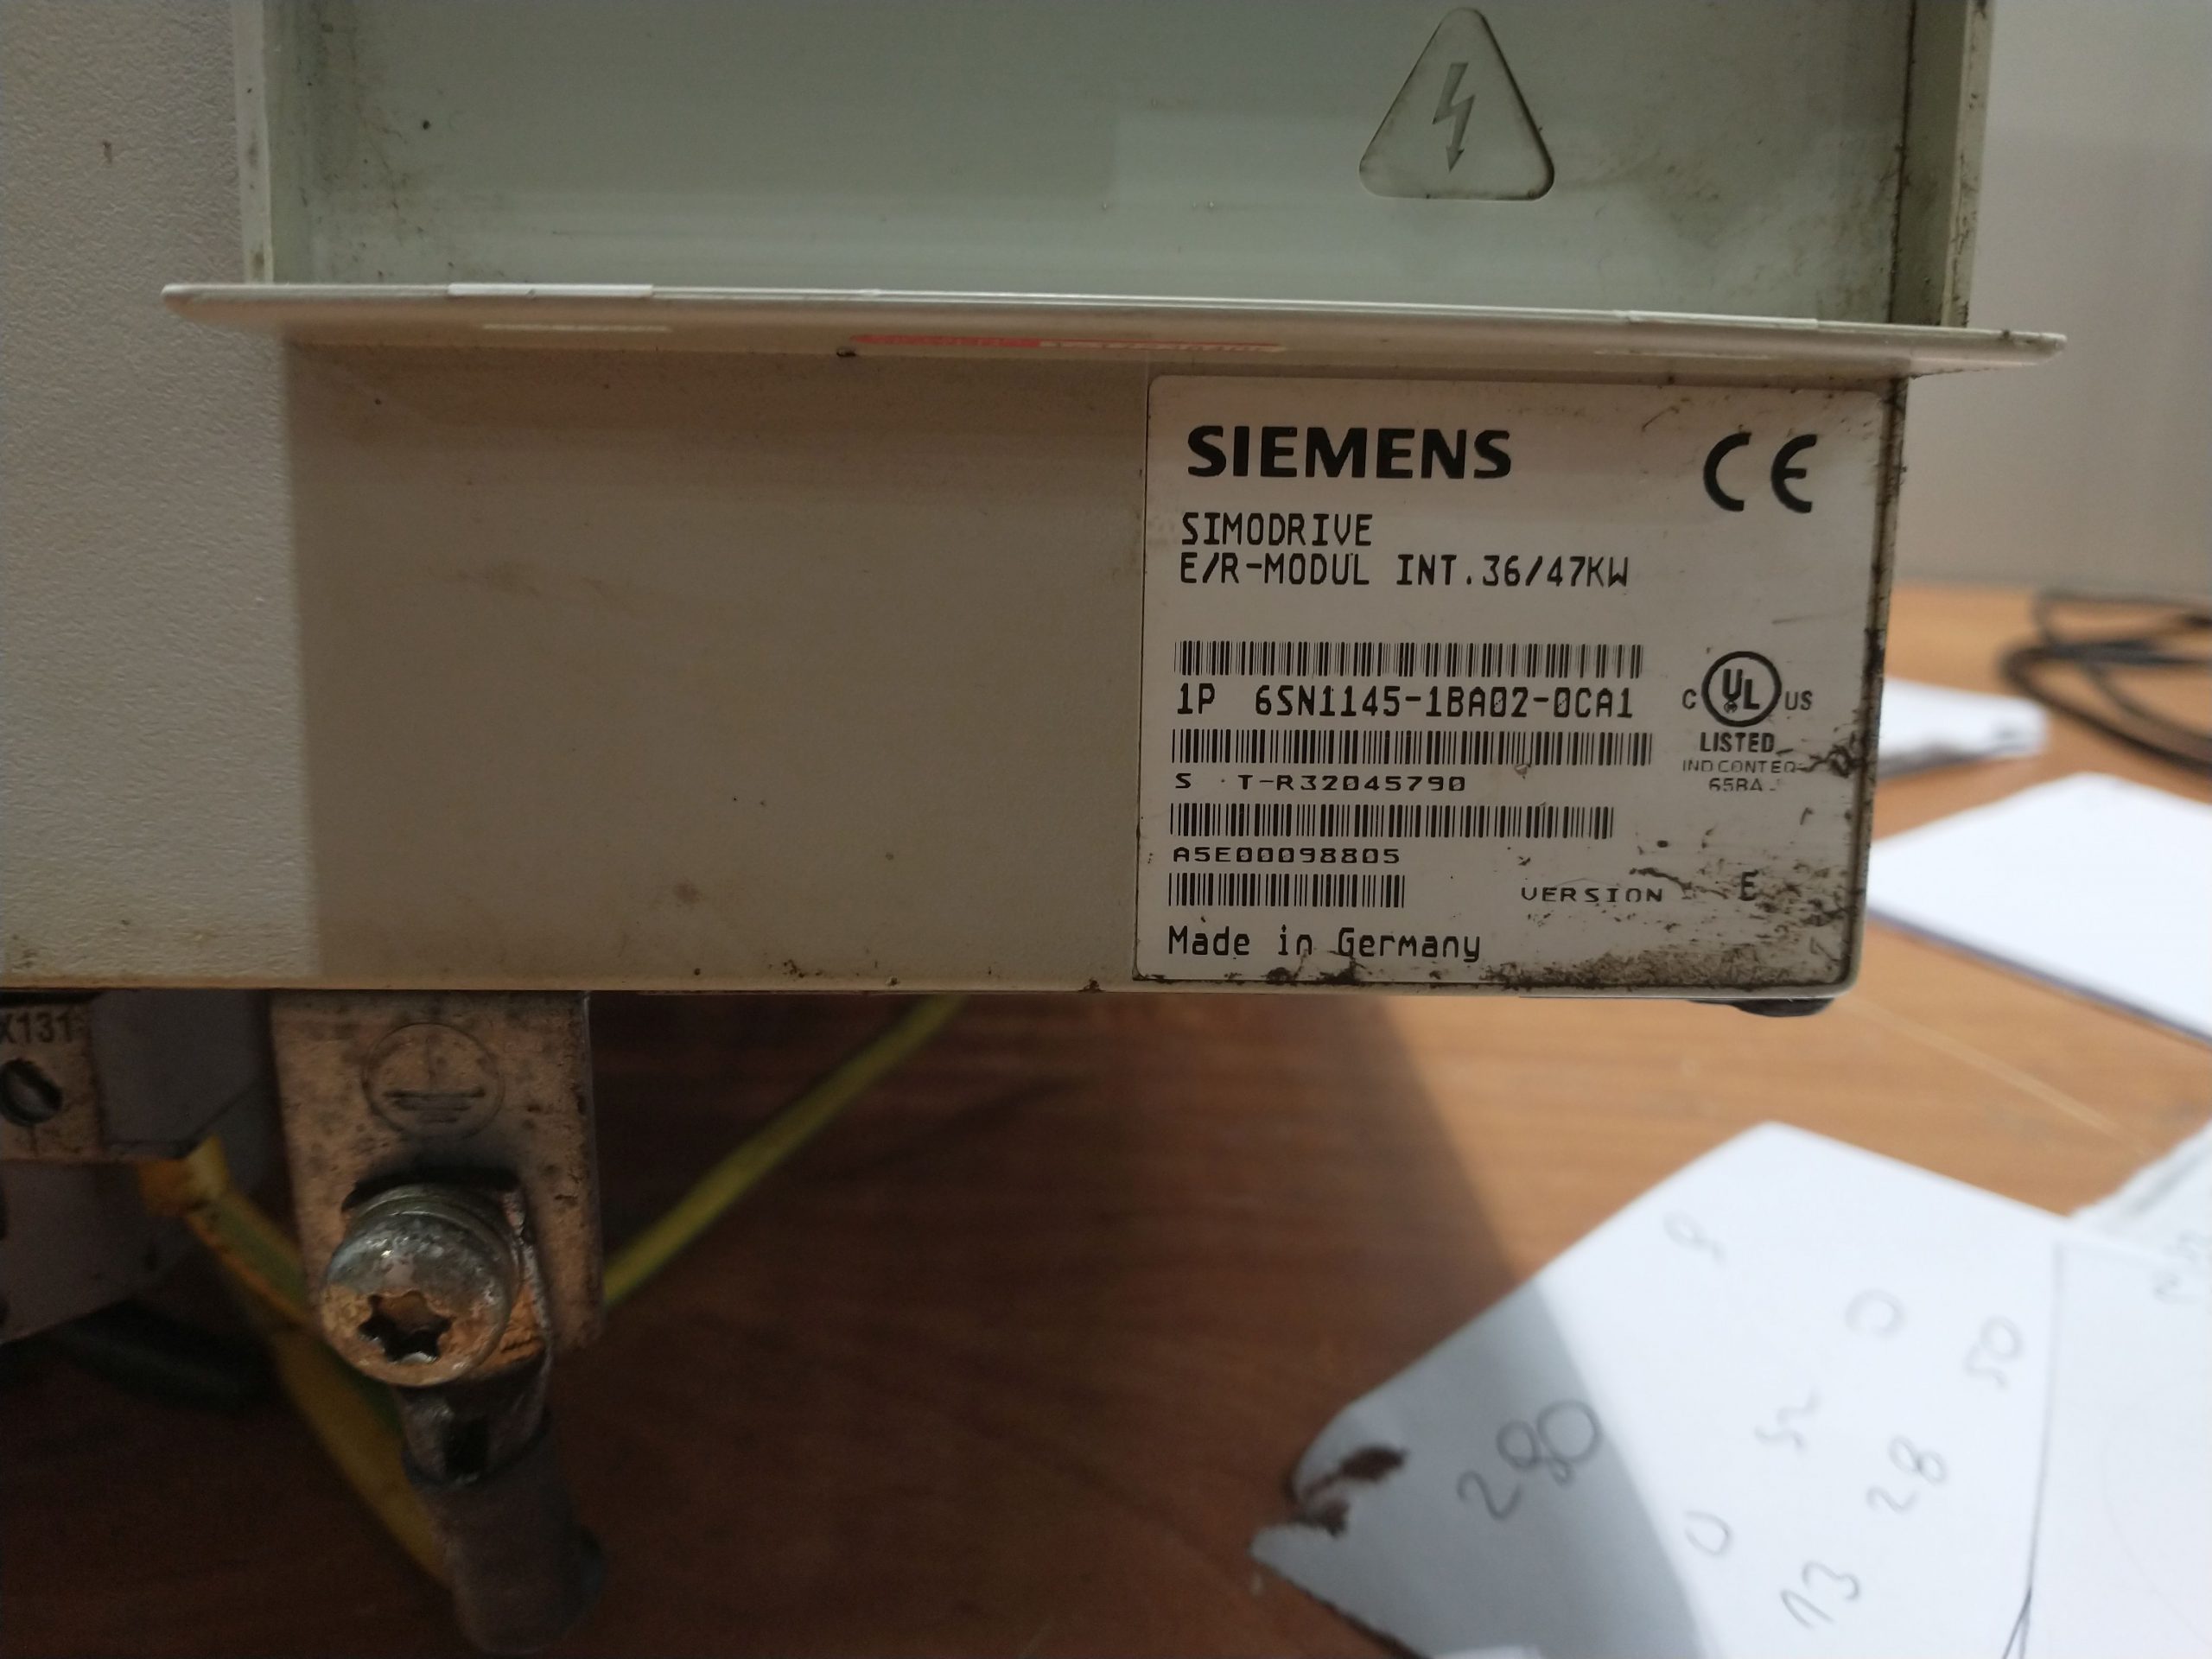 SIEMENS
CE
SIMODRIVE
E/R-MODUL INT.36/47KW
1P 6SN1145-1BA02-0CA1
C UL US
LISTED
IND CONT EQ
65BA
S T-R32045790
A5E00098805
VERSION E
Made in Germany
X131
280
0
50
52
28
0
13